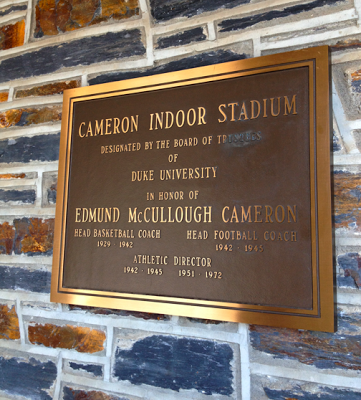 CAMERON INDOOR STADIUM
DESIGNATED BY THE BOARD OF TRUSTEES
OF
DUKE UNIVERSITY
IN HONOR OF
EDMUND McCULLOUGH CAMERON
HEAD BASKETBALL COACH HEAD FOOTBALL COACH
1929 - 1942 1942 - 1945
ATHLETIC DIRECTOR
1942 - 1945 1951 - 1972